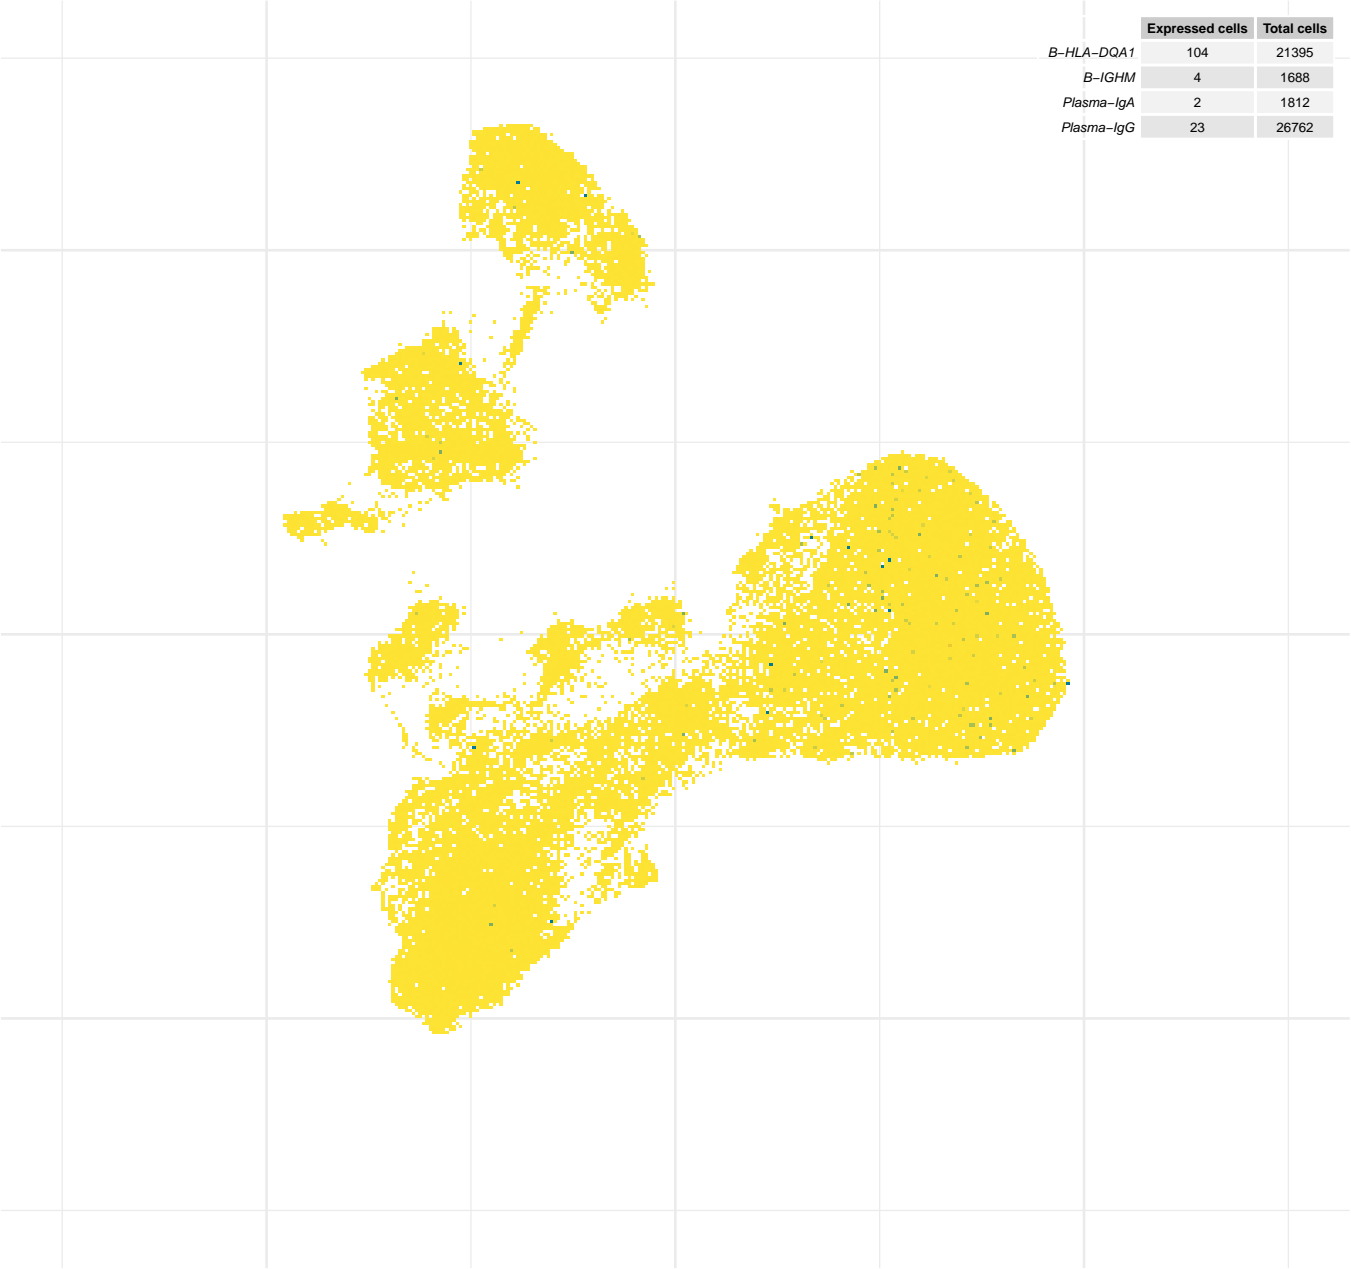 Expressed cells Total cells
B−HLA−DQA1 104 21395
B−IGHM 4 1688
Plasma−IgA 2 1812
Plasma−IgG 23 26762